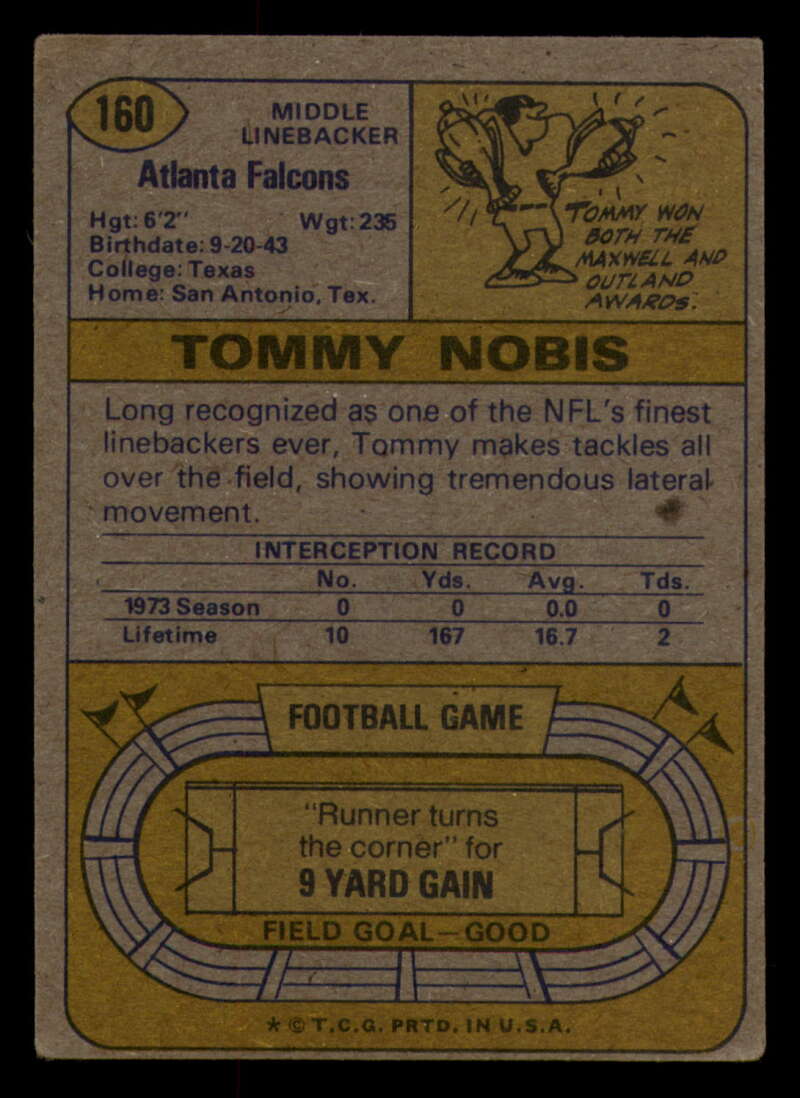 160
MIDDLE
LINEBACKER
Atlanta Falcons
Hgt: 6'2" Wgt: 235
Birthdate: 9-20-43
College: Texas
Home: San Antonio, Tex.
TOMMY WON
BOTH THE
MAXWELL AND
OUTLAND
AWARDS.
TOMMY NOBIS
Long recognized as one of the NFL's finest
linebackers ever, Tommy makes tackles all
over the field, showing tremendous lateral
movement.
INTERCEPTION RECORD
No. Yds. Avg. Tds.
1973 Season 0 0 0.0 0
Lifetime 10 167 16.7 2
FOOTBALL GAME
"Runner turns
the corner" for
9 YARD GAIN
FIELD GOAL—GOOD
* © T.C.G. PRTD. IN U.S.A.